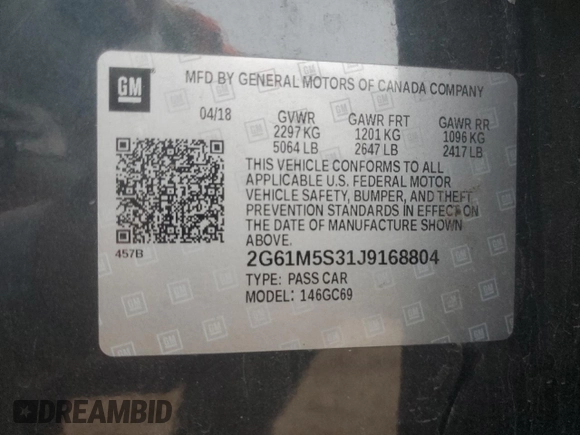 GM
MFD BY GENERAL MOTORS OF CANADA COMPANY
04/18 GVWR GAWR FRT GAWR RR
2297 KG 1201 KG 1096 KG
5064 LB 2647 LB 2417 LB
THIS VEHICLE CONFORMS TO ALL
APPLICABLE U.S. FEDERAL MOTOR
VEHICLE SAFETY, BUMPER, AND THEFT
PREVENTION STANDARDS IN EFFECT ON
THE DATE OF MANUFACTURE SHOWN
ABOVE.
457B
2G61M5S31J9168804
TYPE: PASS CAR
MODEL: 146GC69
DREAMBID